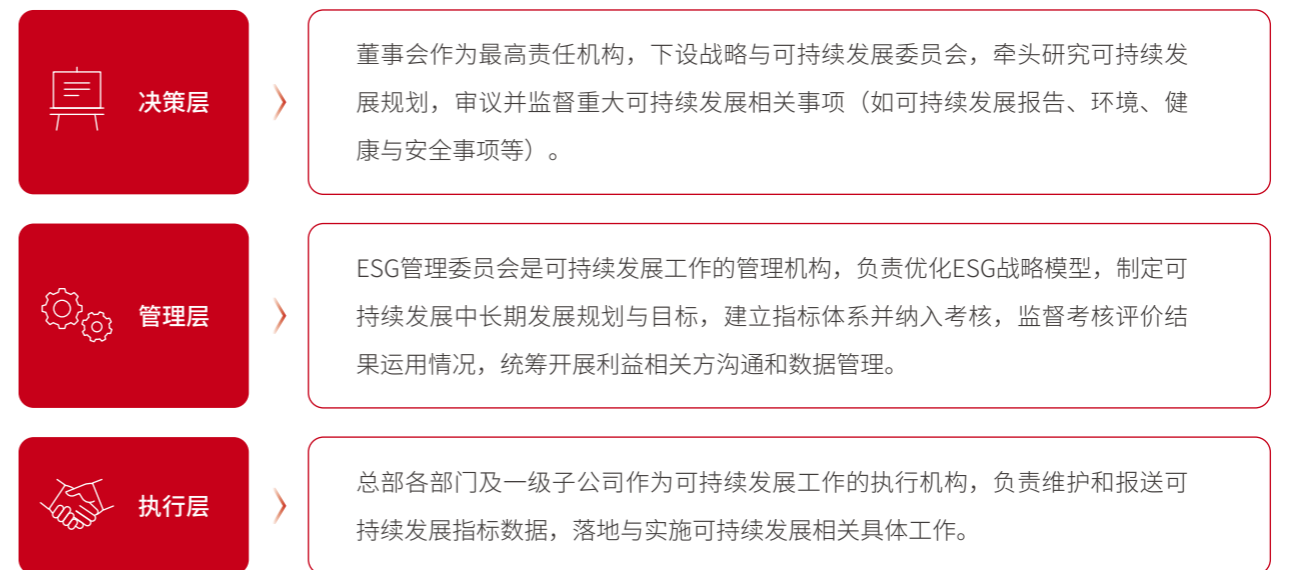 决策层
董事会作为最高责任机构，下设战略与可持续发展委员会，牵头研究可持续发
展规划，审议并监督重大可持续发展相关事项（如可持续发展报告、环境、健
康与安全事项等）。
管理层
ESG管理委员会是可持续发展工作的管理机构，负责优化ESG战略模型，制定可
持续发展中长期发展规划与目标，建立指标体系并纳入考核，监督考核评价结
果运用情况，统筹开展利益相关方沟通和数据管理。
执行层
总部各部门及一级子公司作为可持续发展工作的执行机构，负责维护和报送可
持续发展指标数据，落地与实施可持续发展相关具体工作。